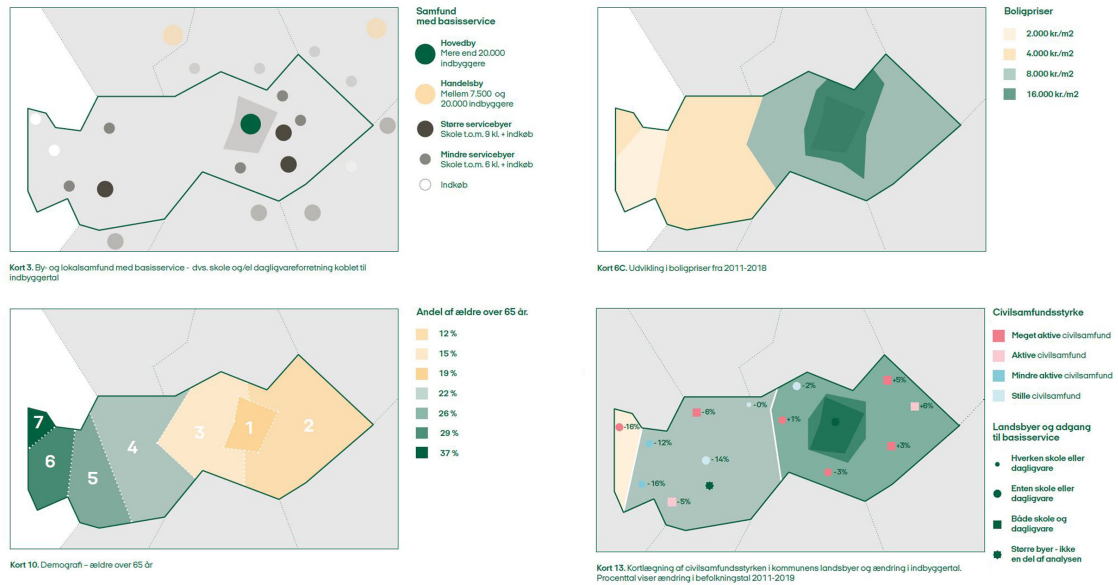 Samfund
med basisservice
Hovedby
Mere end 20.000
indbyggere
Handelsby
Mellem 7.500 og
20.000 indbyggere
Større servicebyer
Skole t.o.m. 9 kl. + indkøb
Mindre servicebyer
Skole t.o.m. 6 kl. + indkøb
Indkøb
Kort 3. By- og lokalsamfund med basisservice - dvs. skole og/el dagligvareforretning koblet til
indbyggertal
Boligpriser
2.000 kr./m2
4.000 kr./m2
8.000 kr./m2
16.000 kr./m2
Kort 6C. Udvikling i boligpriser fra 2011-2018
7
6
5
4
3
1
2
Andel af ældre over 65 år.
12 %
15 %
19 %
22 %
26 %
29 %
37 %
Kort 10. Demografi – ældre over 65 år
-16%
-12%
-16%
-6%
-14%
-5%
-0%
-2%
+1%
-3%
+5%
+6%
+3%
Civilsamfundsstyrke
Meget aktive civilsamfund
Aktive civilsamfund
Mindre aktive civilsamfund
Stille civilsamfund
Landsbyer og adgang
til basisservice
Hverken skole eller
dagligvare
Enten skole eller
dagligvare
Både skole og
dagligvare
Større byer - ikke
en del af analysen
Kort 13. Kortlægning af civilsamfundsstyrken i kommunens landsbyer og ændring i indbyggertal.
Procenttal viser ændring i befolkningstal 2011-2019